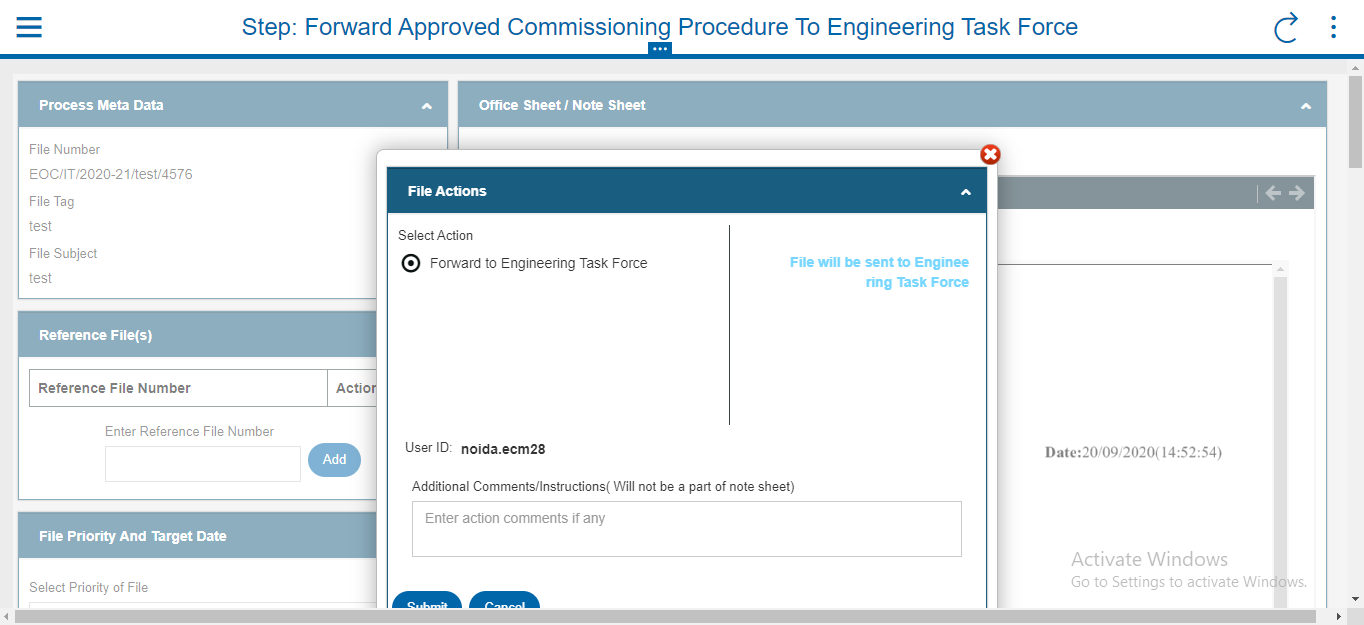 Step: Forward Approved Commissioning Procedure To Engineering Task Force
Process Meta Data
File Number
EOC/IT/2020-21/test/4576
File Tag
test
File Subject
test
Reference File(s)
Reference File Number
Action
Enter Reference File Number
Add
File Priority And Target Date
Select Priority of File
Office Sheet / Note Sheet
File Actions
Select Action
Forward to Engineering Task Force
File will be sent to Enginee
ring Task Force
User ID: noida.ecm28
Additional Comments/Instructions( Will not be a part of note sheet)
Enter action comments if any
Submit
Cancel
Date:20/09/2020(14:52:54)
Activate Windows
Go to Settings to activate Windows.